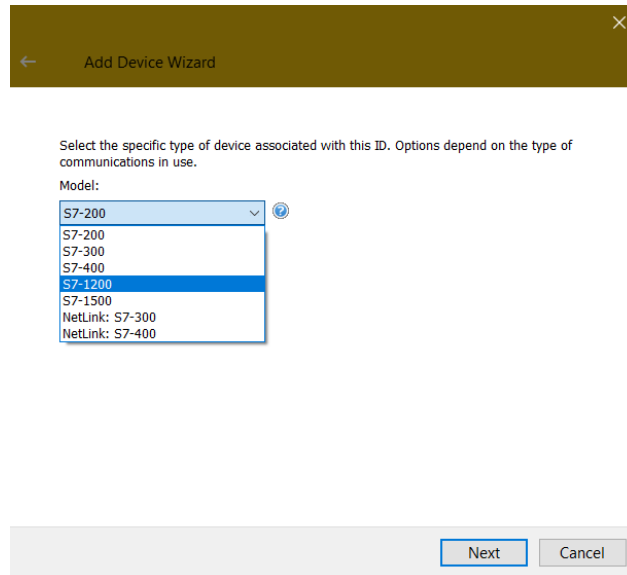 Add Device Wizard
Select the specific type of device associated with this ID. Options depend on the type of
communications in use.
Model:
S7-200
S7-200
S7-300
S7-400
S7-1200
S7-1500
NetLink: S7-300
NetLink: S7-400
Next Cancel